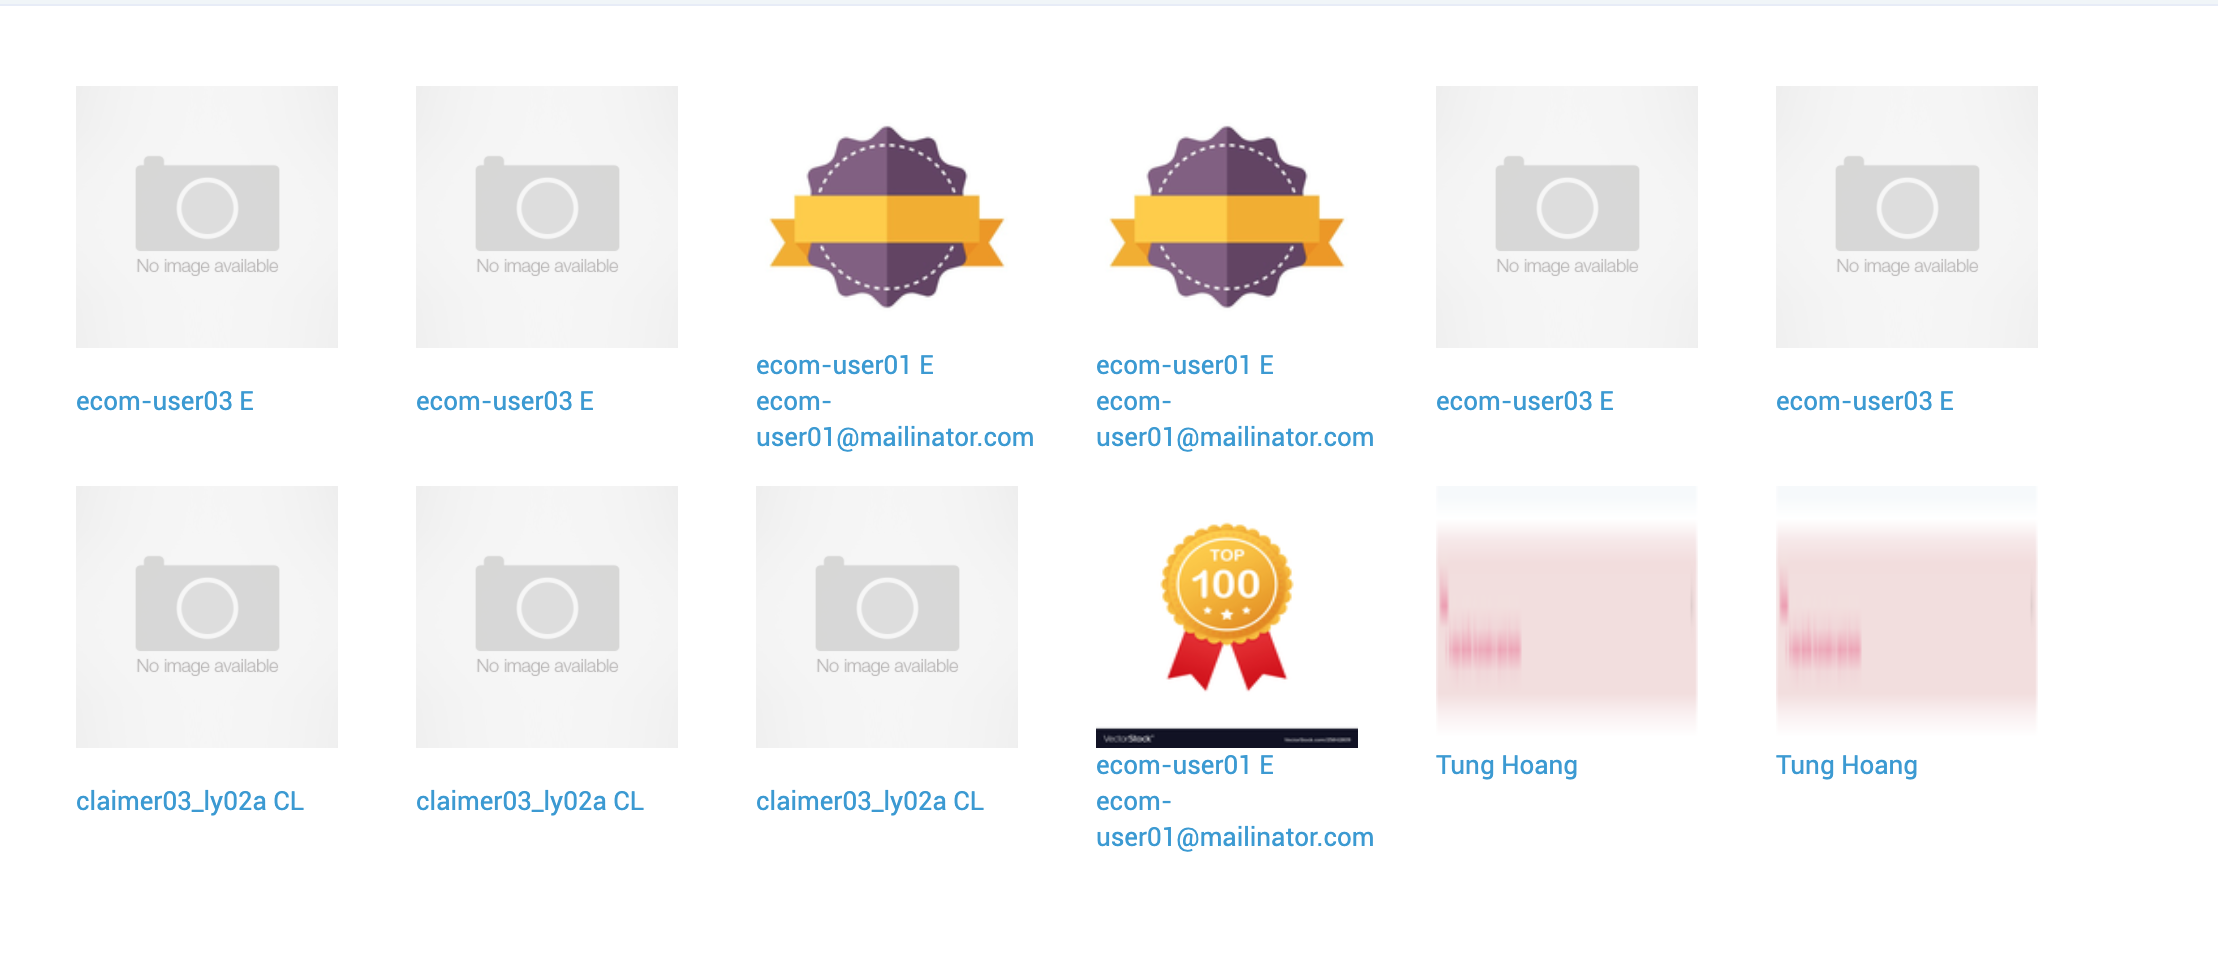 No image available
No image available
No image available
No image available
ecom-user03 E
ecom-user03 E
ecom-user01 E
ecom-
user01@mailinator.com
ecom-user01 E
ecom-
user01@mailinator.com
ecom-user03 E
ecom-user03 E
No image available
No image available
No image available
TOP
100
VectorStock
claimer03_ly02a CL
claimer03_ly02a CL
claimer03_ly02a CL
ecom-user01 E
ecom-
user01@mailinator.com
Tung Hoang
Tung Hoang